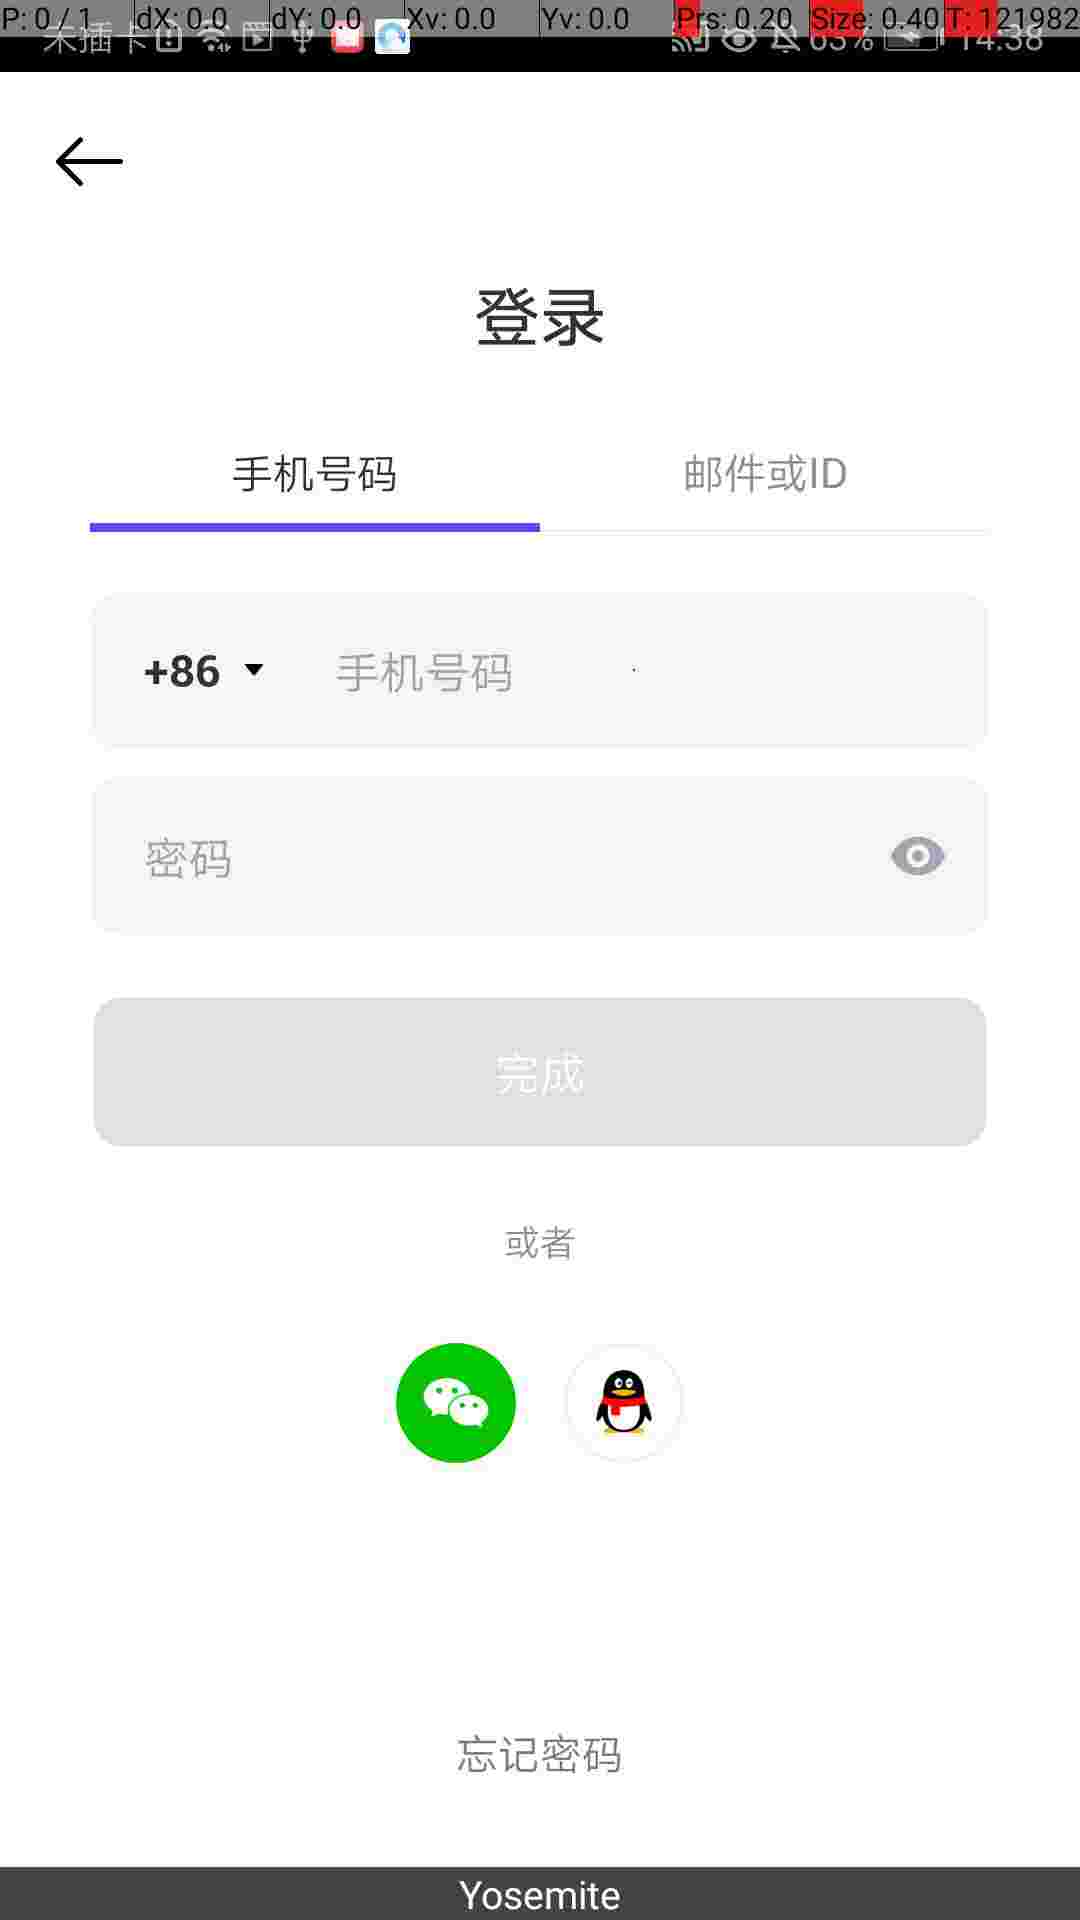 P: 0 / 1 dX: 0.0 dY: 0.0 Xv: 0.0 Yv: 0.0 Prs: 0.20 Size: 0.40 T: 121982
未插卡 63% 14:38
登录
手机号码 邮件或ID
+86 手机号码
密码
完成
或者
忘记密码
Yosemite